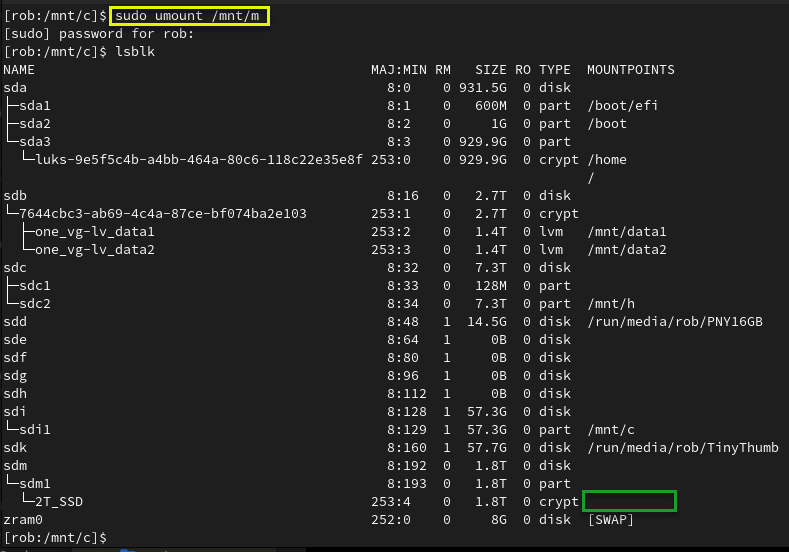 [rob:/mnt/c]$ sudo umount /mnt/m
[sudo] password for rob:
[rob:/mnt/c]$ lsblk
NAME                                          MAJ:MIN RM   SIZE RO TYPE  MOUNTPOINTS
sda                                             8:0    0 931.5G  0 disk
├─sda1                                          8:1    0   600M  0 part  /boot/efi
├─sda2                                          8:2    0     1G  0 part  /boot
└─sda3                                          8:3    0 929.9G  0 part
  └─luks-9e5f5c4b-a4bb-464a-80c6-118c22e35e8f 253:0    0 929.9G  0 crypt /home
                                                                         /
sdb                                             8:16   0   2.7T  0 disk
└─7644cbc3-ab69-4c4a-87ce-bf074ba2e103        253:1    0   2.7T  0 crypt
  ├─one_vg-lv_data1                           253:2    0   1.4T  0 lvm   /mnt/data1
  └─one_vg-lv_data2                           253:3    0   1.4T  0 lvm   /mnt/data2
sdc                                             8:32   0   7.3T  0 disk
├─sdc1                                          8:33   0   128M  0 part
└─sdc2                                          8:34   0   7.3T  0 part  /mnt/h
sdd                                             8:48   1  14.5G  0 disk  /run/media/rob/PNY16GB
sde                                             8:64   1     0B  0 disk
sdf                                             8:80   1     0B  0 disk
sdg                                             8:96   1     0B  0 disk
sdh                                             8:112  1     0B  0 disk
sdi                                             8:128  1  57.3G  0 disk
└─sdi1                                          8:129  1  57.3G  0 part  /mnt/c
sdk                                             8:160  1  57.7G  0 disk  /run/media/rob/TinyThumb
sdm                                             8:192  0   1.8T  0 disk
└─sdm1                                          8:193  0   1.8T  0 part
  └─2T_SSD                                    253:4    0   1.8T  0 crypt
zram0                                         252:0    0     8G  0 disk  [SWAP]
[rob:/mnt/c]$